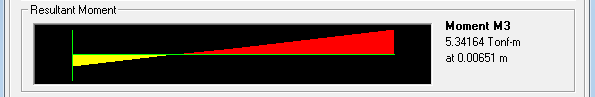 Resultant Moment
Moment M3
5.34164 Tonf-m
at 0.00651 m